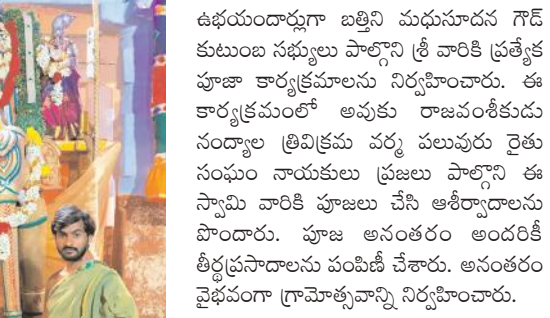 ఉభయందార్లుగా బత్తిని మధుసూదన గౌడ్
కుటుంబ సభ్యులు పాల్గొని శ్రీ వారికి ప్రత్యేక
పూజా కార్యక్రమాలను నిర్వహించారు. ఈ
కార్యక్రమంలో అవుకు రాజవంశీకుడు
నంద్యాల త్రివిక్రమ వర్మ పలువురు రైతు
సంఘం నాయకులు ప్రజలు పాల్గొని ఈ
స్వామి వారికి పూజలు చేసి ఆశీర్వాదాలను
పొందారు. పూజ అనంతరం అందరికీ
తీర్థప్రసాదాలను పంపిణీ చేశారు. అనంతరం
వైభవంగా గ్రామోత్సవాన్ని నిర్వహించారు.